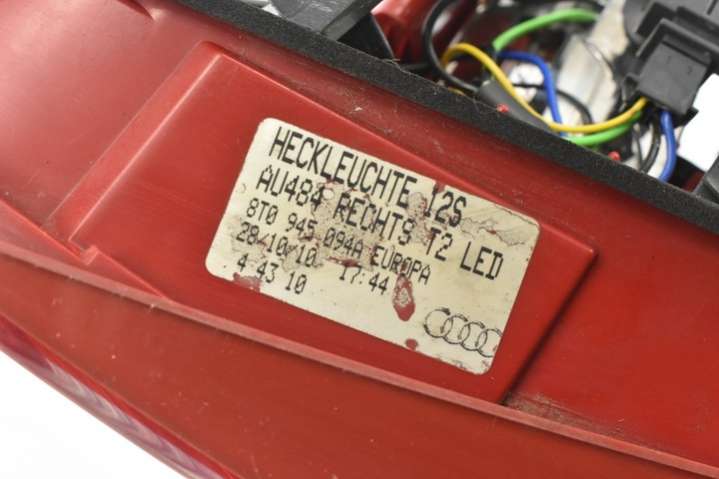 HECKLEUCHTE 12S
AU484 RECHTS T2 LED
8T0 945 094A EUROPA
28/10/10 17:44
4 43 10